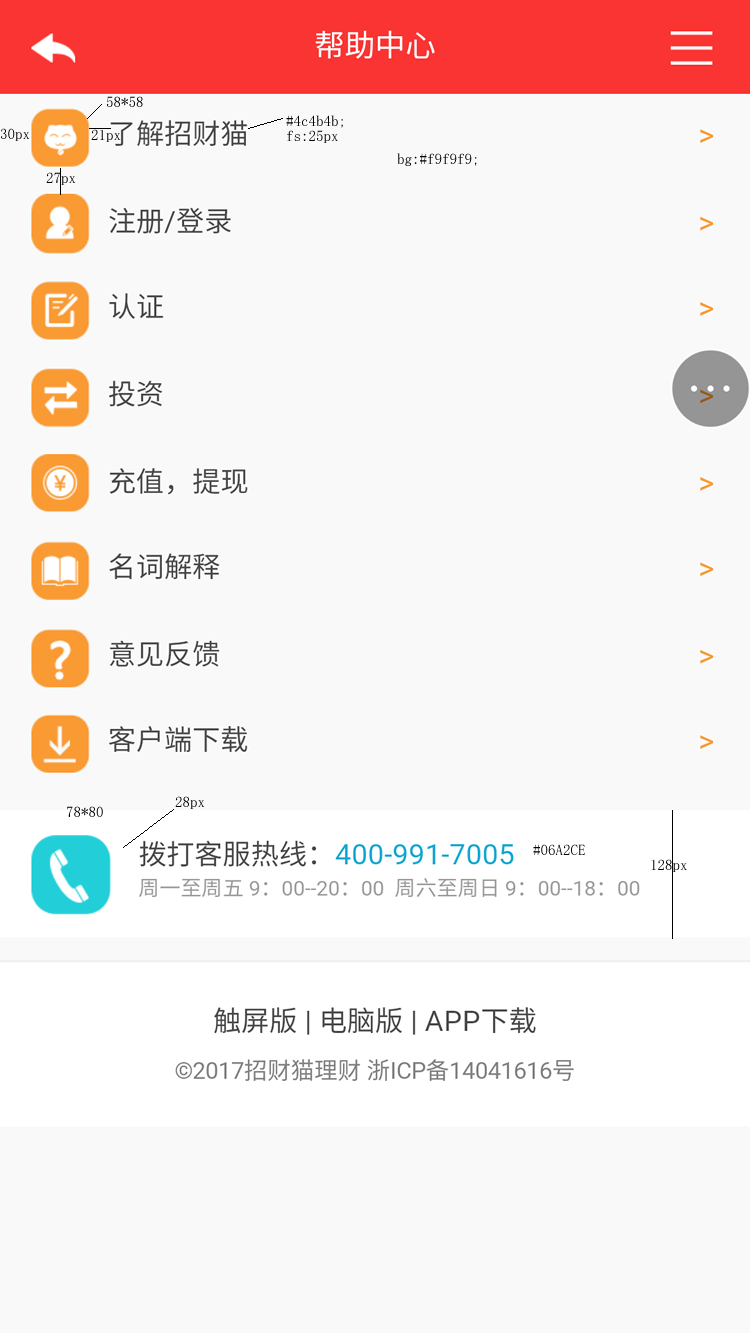 帮助中心
58*58
30px
21px
了解招财猫
#4c4b4b;
fs:25px
>
bg:#f9f9f9;
27px
注册/登录
>
认证
>
投资
>
充值，提现
>
名词解释
>
意见反馈
>
客户端下载
>
28px
78*80
拨打客服热线：400-991-7005
#06A2CE
128px
周一至周五 9：00--20：00 周六至周日 9：00--18：00
触屏版 | 电脑版 | APP下载
©2017招财猫理财 浙ICP备14041616号